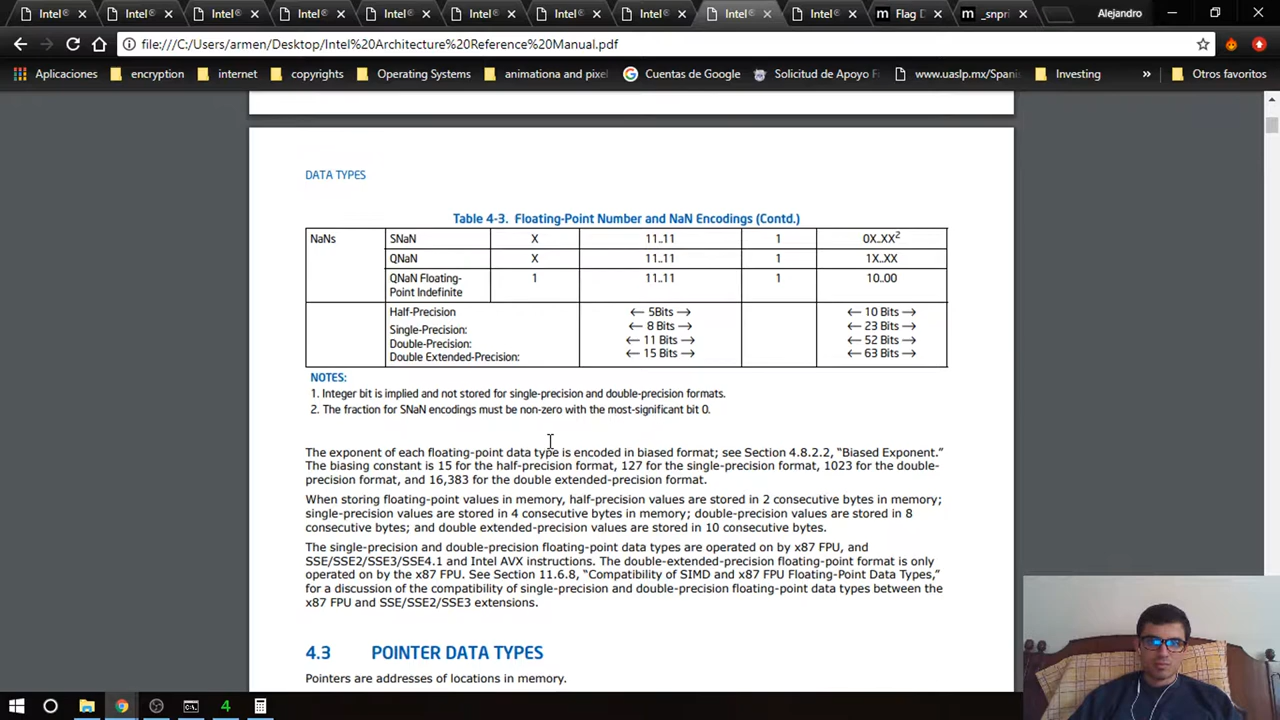 Intel® Intel® Intel® Intel® Intel® Intel® Intel® Intel® Intel® Intel® Flag D _snpri Alejandro
file:///C:/Users/armen/Desktop/Intel%20Architecture%20Reference%20Manual.pdf
Aplicaciones encryption internet copyrights Operating Systems animationa and pixel Cuentas de Google Solicitud de Apoyo Fi www.uaslp.mx/Spani Investing » Otros favoritos
DATA TYPES
Table 4-3. Floating-Point Number and NaN Encodings (Contd.)
NaNs SNaN X 11..11 1 0X..XX2
QNaN X 11..11 1 1X..XX
QNaN Floating- 1 11..11 1 10..00
Point Indefinite
Half-Precision ← 5Bits → ← 10 Bits →
Single-Precision: ← 8 Bits → ← 23 Bits →
Double-Precision: ← 11 Bits → ← 52 Bits →
Double Extended-Precision: ← 15 Bits → ← 63 Bits →
NOTES:
1. Integer bit is implied and not stored for single-precision and double-precision formats.
2. The fraction for SNaN encodings must be non-zero with the most-significant bit 0.
The exponent of each floating-point data type is encoded in biased format; see Section 4.8.2.2, “Biased Exponent.”
The biasing constant is 15 for the half-precision format, 127 for the single-precision format, 1023 for the double-
precision format, and 16,383 for the double extended-precision format.
When storing floating-point values in memory, half-precision values are stored in 2 consecutive bytes in memory;
single-precision values are stored in 4 consecutive bytes in memory; double-precision values are stored in 8
consecutive bytes; and double extended-precision values are stored in 10 consecutive bytes.
The single-precision and double-precision floating-point data types are operated on by x87 FPU, and
SSE/SSE2/SSE3/SSE4.1 and Intel AVX instructions. The double-extended-precision floating-point format is only
operated on by the x87 FPU. See Section 11.6.8, “Compatibility of SIMD and x87 FPU Floating-Point Data Types,”
for a discussion of the compatibility of single-precision and double-precision floating-point data types between the
x87 FPU and SSE/SSE2/SSE3 extensions.
4.3 POINTER DATA TYPES
Pointers are addresses of locations in memory.